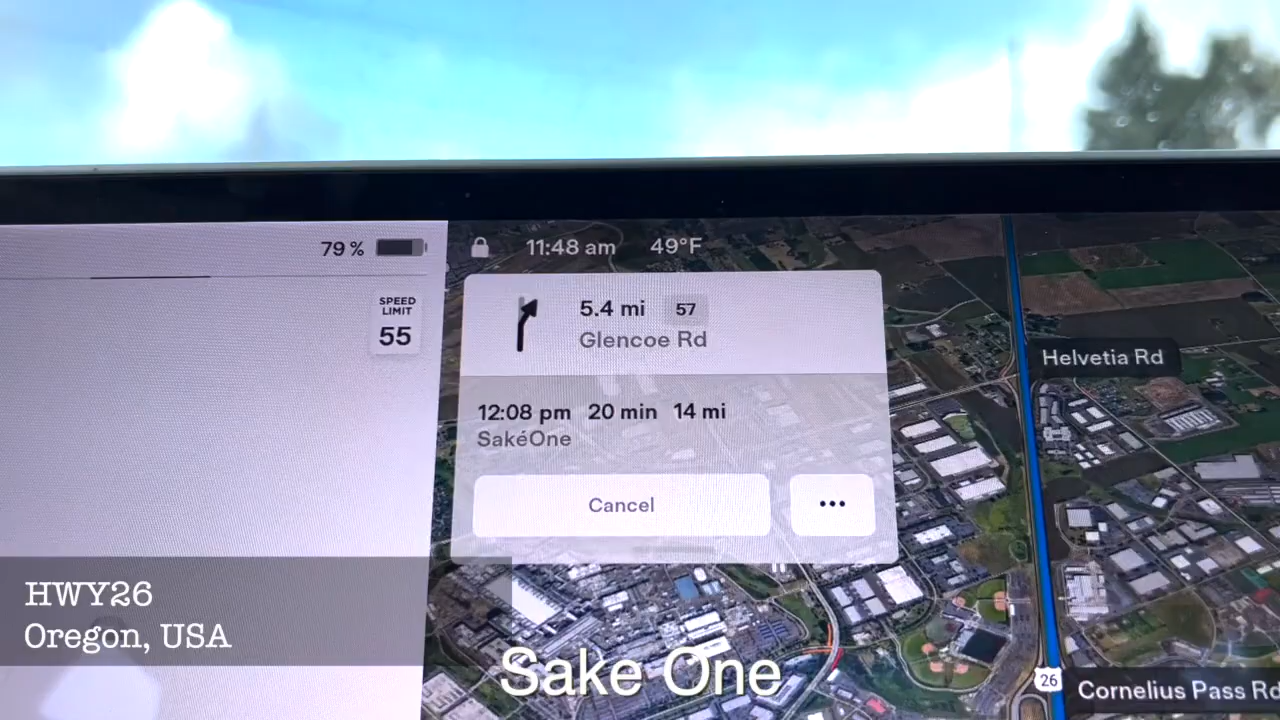 79 %
11:48 am 49°F
SPEED
LIMIT
55
5.4 mi 57
Glencoe Rd
Helvetia Rd
12:08 pm 20 min 14 mi
SakéOne
Cancel
HWY26
Oregon, USA
Sake One
26
Cornelius Pass Rd